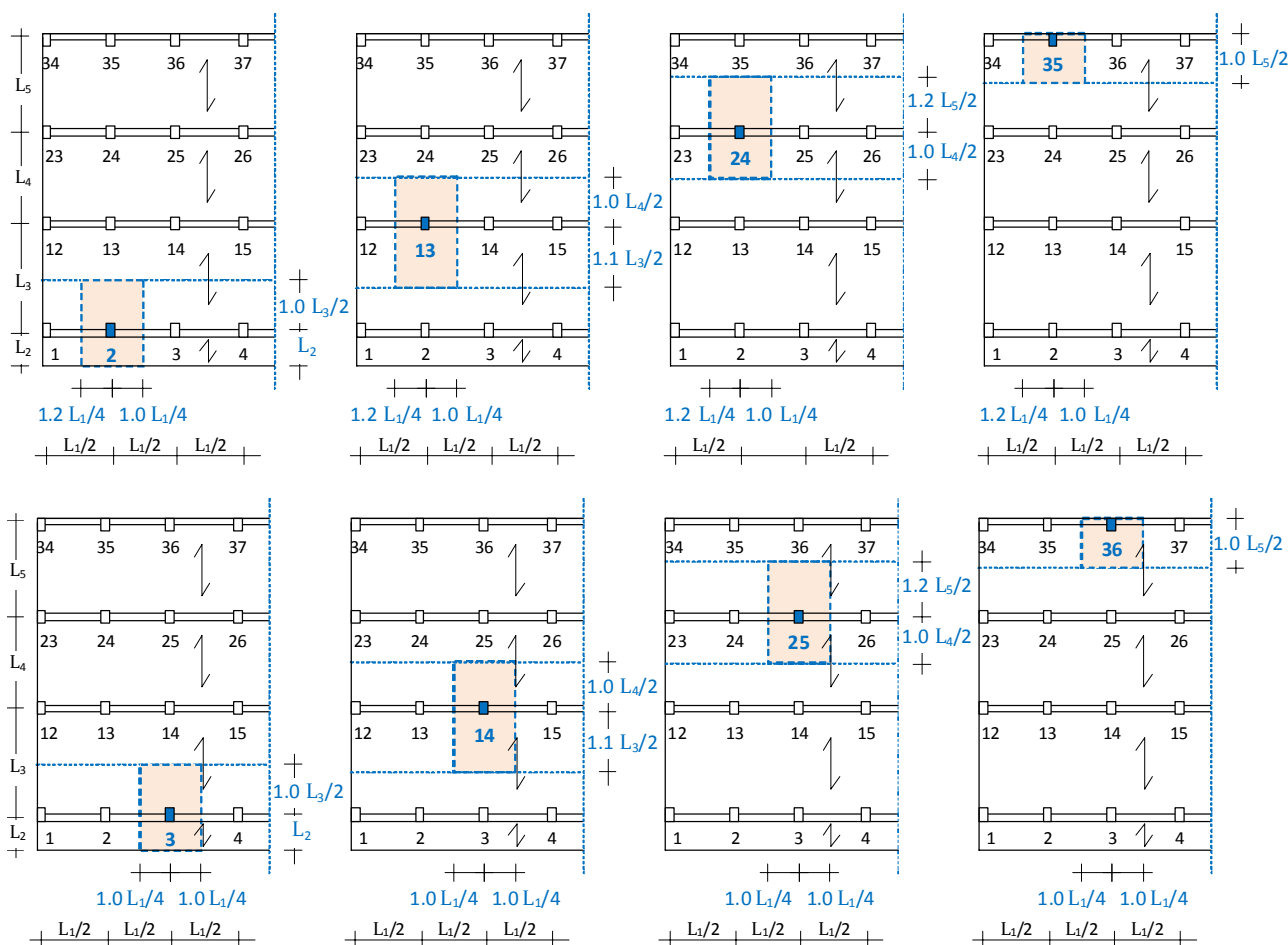 34 35 36 37
L₅
23 24 25 26
L₄
12 13 14 15
L₃
1.0 L₃/2
L₂
1 2 3 4
L₂
1.2 L₁/4 1.0 L₁/4
L₁/2 L₁/2 L₁/2
34 35 36 37
23 24 25 26
1.0 L₄/2
12 13 14 15
1.1 L₃/2
1 2 3 4
1.2 L₁/4 1.0 L₁/4
L₁/2 L₁/2 L₁/2
34 35 36 37
1.2 L₅/2
23 24 25 26
1.0 L₄/2
12 13 14 15
1 2 3 4
1.2 L₁/4 1.0 L₁/4
L₁/2 L₁/2
34 35 36 37
1.0 L₅/2
23 24 25 26
12 13 14 15
1 2 3 4
1.2 L₁/4 1.0 L₁/4
L₁/2 L₁/2 L₁/2
34 35 36 37
L₅
23 24 25 26
L₄
12 13 14 15
L₃
1.0 L₃/2
L₂
1 2 3 4
L₂
1.0 L₁/4 1.0 L₁/4
L₁/2 L₁/2 L₁/2
34 35 36 37
23 24 25 26
1.0 L₄/2
12 13 14 15
1.1 L₃/2
1 2 3 4
1.0 L₁/4 1.0 L₁/4
L₁/2 L₁/2 L₁/2
34 35 36 37
1.2 L₅/2
23 24 25 26
1.0 L₄/2
12 13 14 15
1 2 3 4
1.0 L₁/4 1.0 L₁/4
L₁/2 L₁/2 L₁/2
34 35 36 37
1.0 L₅/2
23 24 25 26
12 13 14 15
1 2 3 4
1.0 L₁/4 1.0 L₁/4
L₁/2 L₁/2 L₁/2